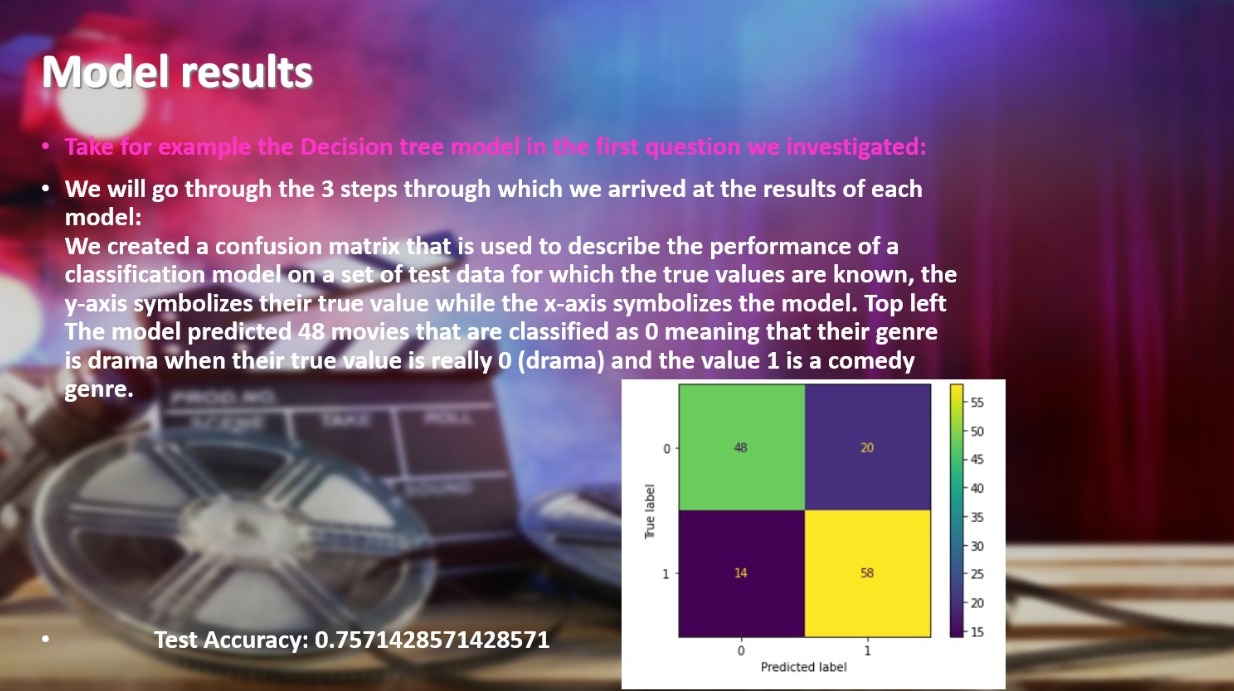 Model results
• Take for example the Decision tree model in the first question we investigated:
• We will go through the 3 steps through which we arrived at the results of each
model:
We created a confusion matrix that is used to describe the performance of a
classification model on a set of test data for which the true values are known, the
y-axis symbolizes their true value while the x-axis symbolizes the model. Top left
The model predicted 48 movies that are classified as 0 meaning that their genre
is drama when their true value is really 0 (drama) and the value 1 is a comedy
genre.
PROD.NO.
SCENE TAKE ROLL
SOUND
• Test Accuracy: 0.7571428571428571
True label
0
1
48 20
14 58
0 1
Predicted label
55
50
45
40
35
30
25
20
15